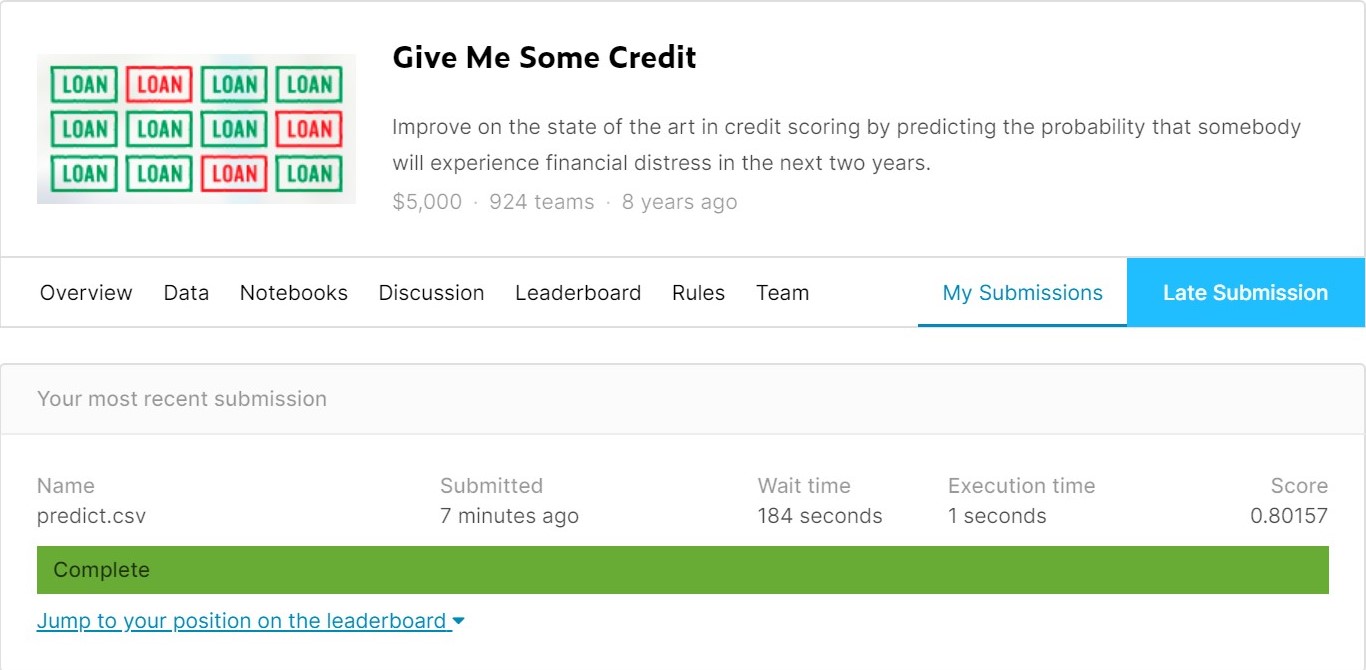 LOAN LOAN LOAN LOAN
LOAN LOAN LOAN LOAN
LOAN LOAN LOAN LOAN
Give Me Some Credit
Improve on the state of the art in credit scoring by predicting the probability that somebody
will experience financial distress in the next two years.
$5,000 · 924 teams · 8 years ago
Overview Data Notebooks Discussion Leaderboard Rules Team My Submissions Late Submission
Your most recent submission
Name Submitted Wait time Execution time Score
predict.csv 7 minutes ago 184 seconds 1 seconds 0.80157
Complete
Jump to your position on the leaderboard